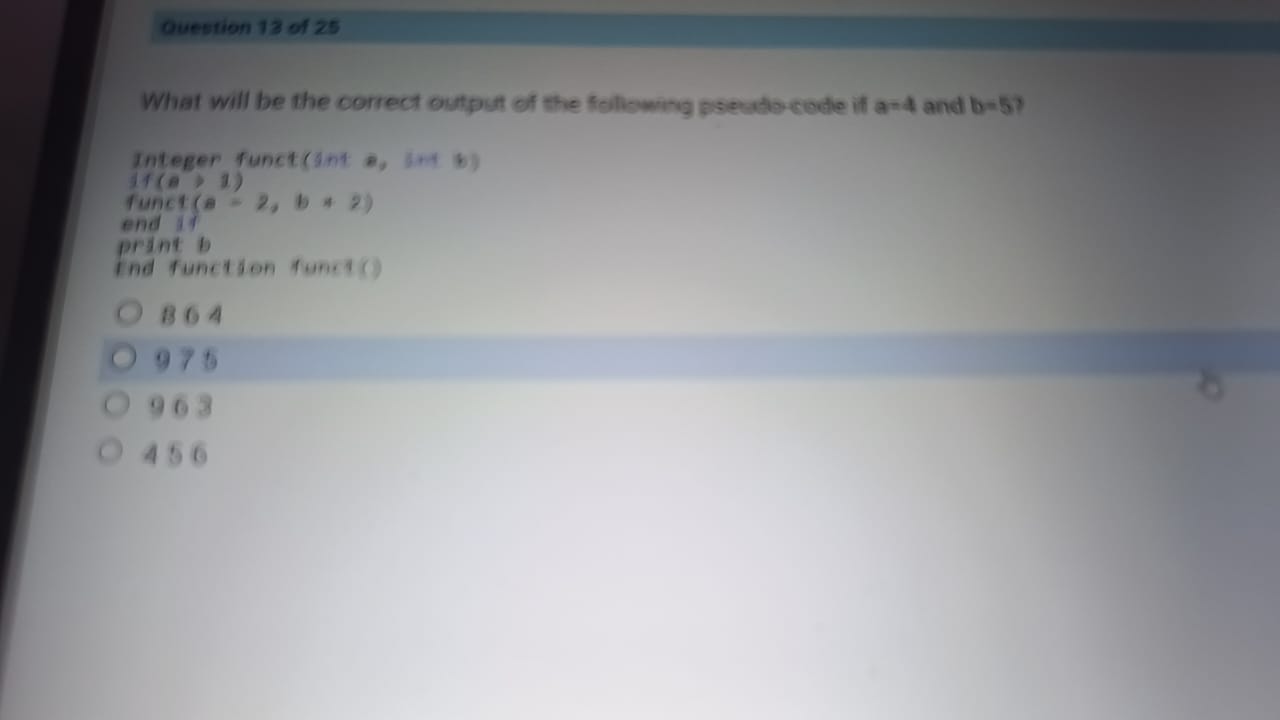 Question 13 of 25
What will be the correct output of the following pseudo-code if a=4 and b=5?
Integer funct(int a, int b)
if(a > 1)
funct(a - 2, b + 2)
end if
print b
End function funct()
8 6 4
9 7 5
9 6 3
4 5 6